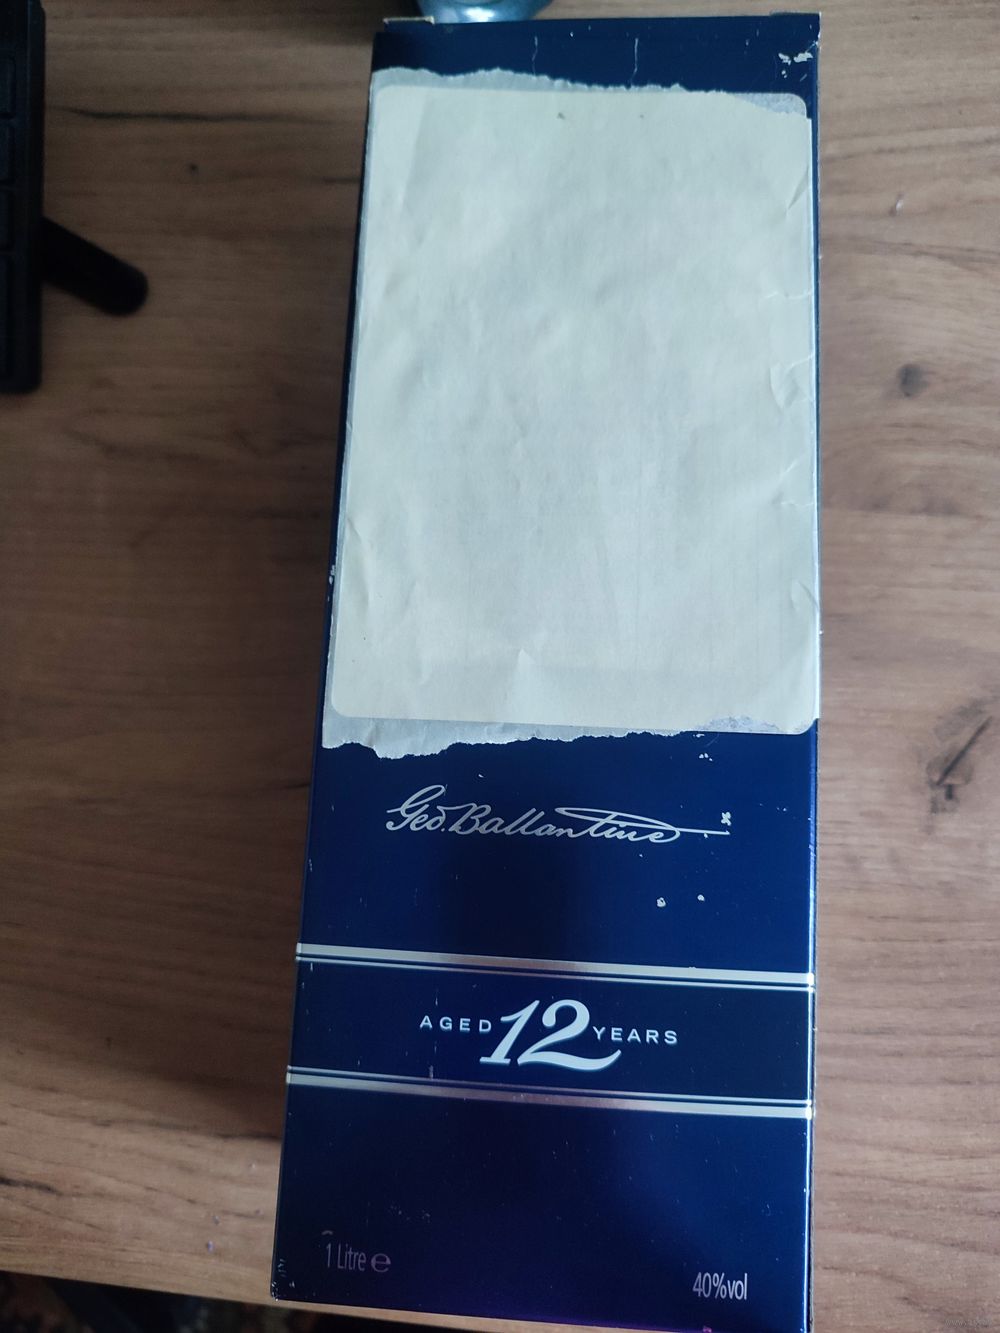 Geo. Ballantine
AGED 12 YEARS
1 Litre ℮
40%vol